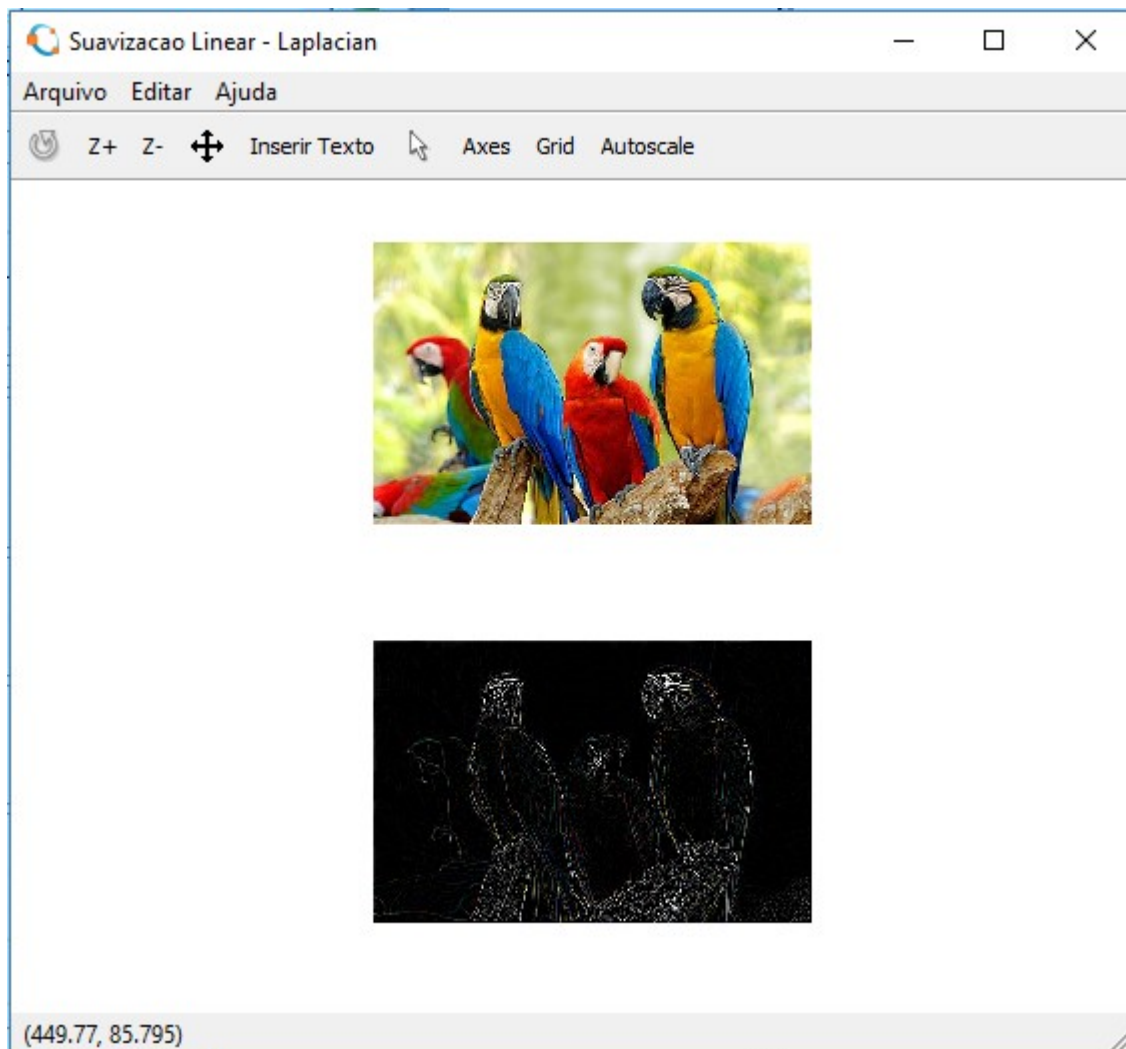 Suavizacao Linear - Laplacian
Arquivo Editar Ajuda
Z+ Z- Inserir Texto Axes Grid Autoscale
(449.77, 85.795)